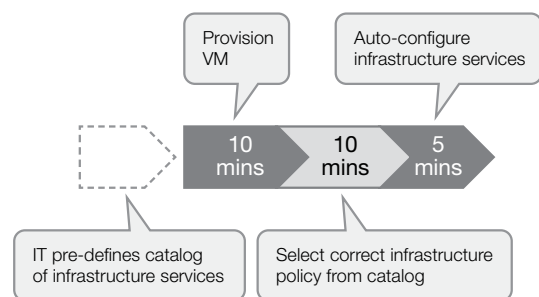 Provision
VM
Auto-configure
infrastructure services
10
mins
10
mins
5
mins
IT pre-defines catalog
of infrastructure services
Select correct infrastructure
policy from catalog